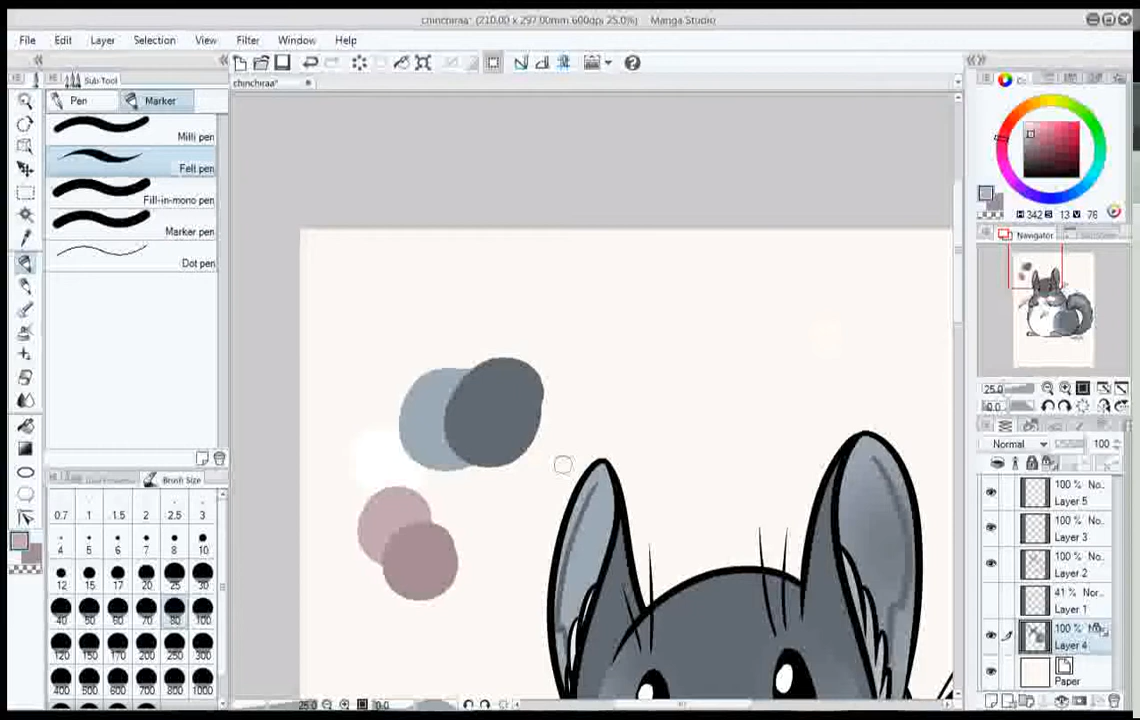 chinchiraa* (210.00 x 297.00mm 600dpi 25.0%) - Manga Studio
File Edit Layer Selection View Filter Window Help
Sub Tool
chinchiraa*
Pen Marker
Milli pen
Felt pen
Fill-in-mono pen
Marker pen
Dot pen
H 342 S 13 V 76
Navigator
25.0
0.0
Normal 100
100 % No..
Layer 5
100 % No..
Layer 3
100 % No..
Layer 2
41 % Nor..
Layer 1
100 %
Layer 4
Paper
Brush Size
0.7 1 1.5 2 2.5 3
4 5 6 7 8 10
12 15 17 20 25 30
40 50 60 70 80 100
120 150 170 200 250 300
400 500 600 700 800 1000
25.0 0.0